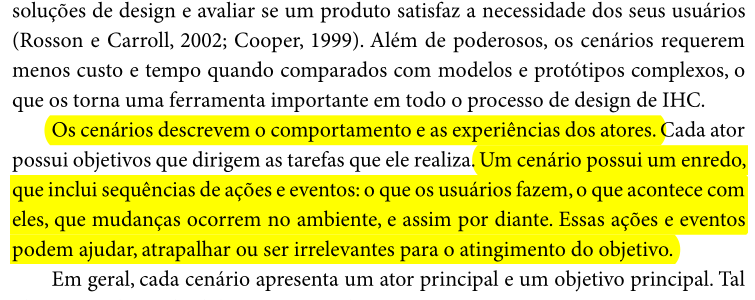 soluções de design e avaliar se um produto satisfaz a necessidade dos seus usuários
(Rosson e Carroll, 2002; Cooper, 1999). Além de poderosos, os cenários requerem
menos custo e tempo quando comparados com modelos e protótipos complexos, o
que os torna uma ferramenta importante em todo o processo de design de IHC.
Os cenários descrevem o comportamento e as experiências dos atores. Cada ator
possui objetivos que dirigem as tarefas que ele realiza. Um cenário possui um enredo,
que inclui sequências de ações e eventos: o que os usuários fazem, o que acontece com
eles, que mudanças ocorrem no ambiente, e assim por diante. Essas ações e eventos
podem ajudar, atrapalhar ou ser irrelevantes para o atingimento do objetivo.
Em geral, cada cenário apresenta um ator principal e um objetivo principal. Tal